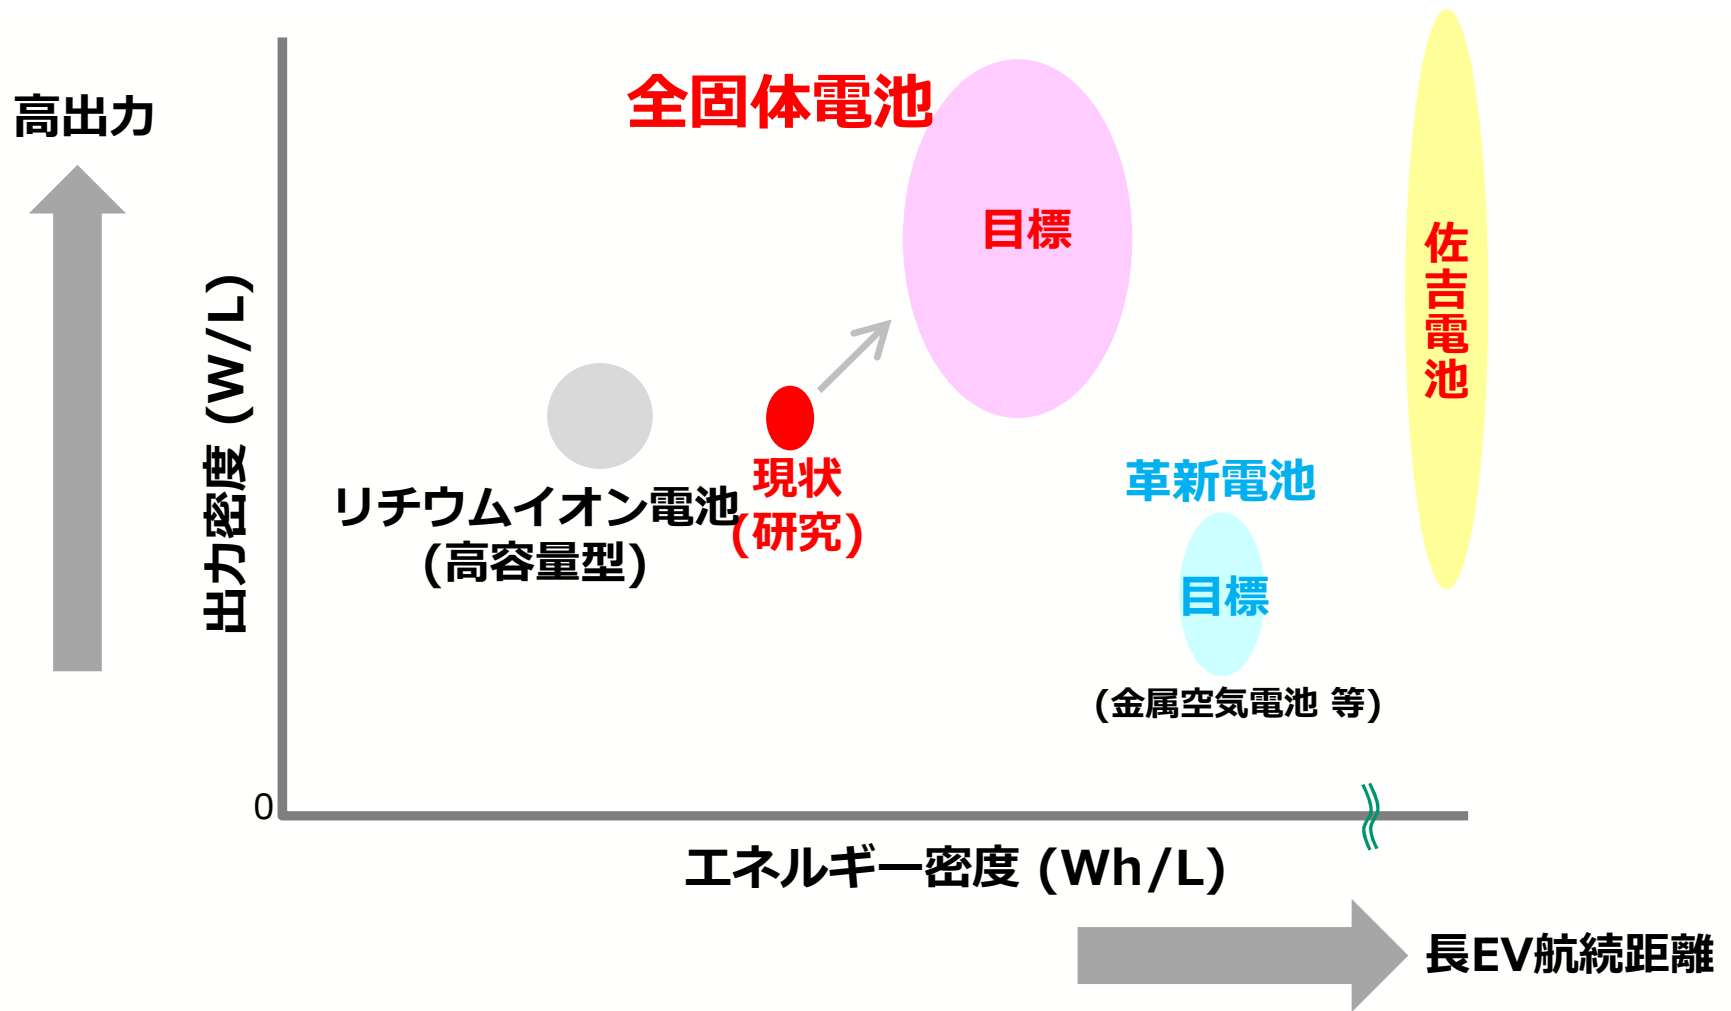 高出力
全固体電池
目標
佐吉電池
出力密度 (W/L)
リチウムイオン電池
(高容量型)
現状
(研究)
革新電池
目標
(金属空気電池 等)
0
エネルギー密度 (Wh/L)
長EV航続距離